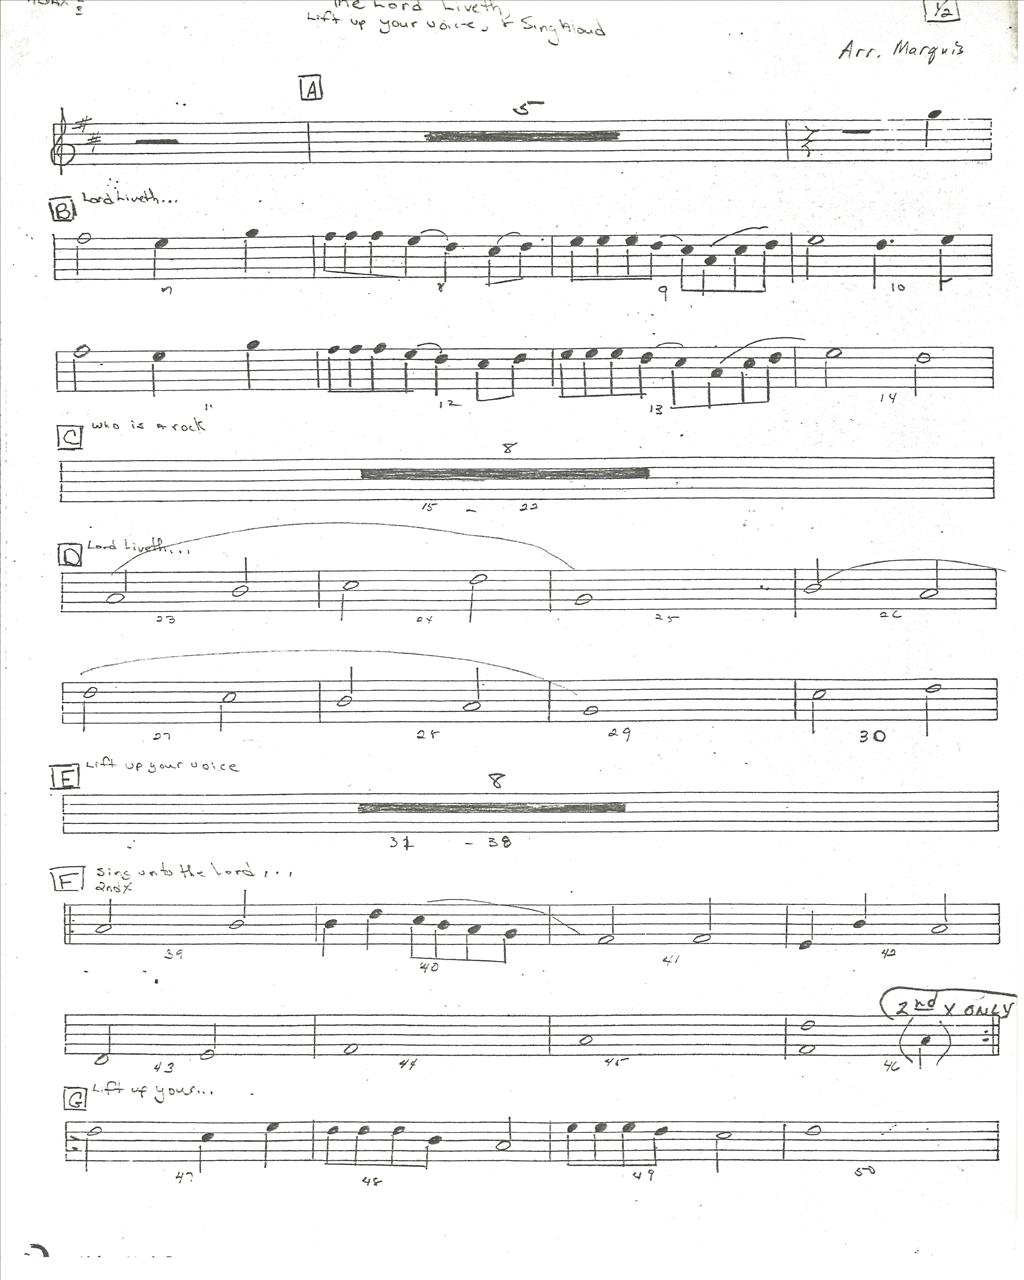 The Lord Liveth,
Lift up your voice, & Sing Aloud
1/2
Arr. Marquis
A
5
B Lord Liveth...
7 8 9 10
11 12 13 14
C who is a rock
8
15 - 22
D Lord Liveth...
23 24 25 26
27 28 29 30
E Lift up your voice
8
31 - 38
F Sing unto the Lord...
2nd X
39 40 41 42
2nd X ONLY
43 44 45 46
G Lift up your...
47 48 49 50